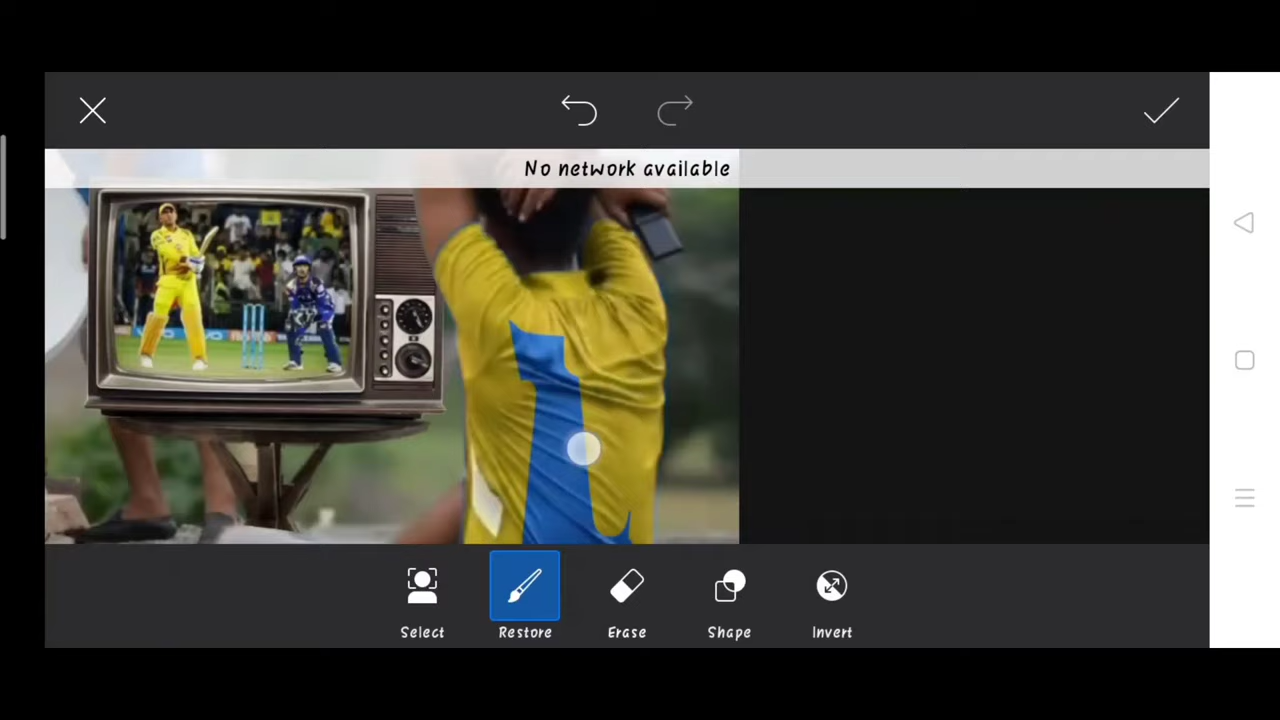 No network available
Select
Restore
Erase
Shape
Invert